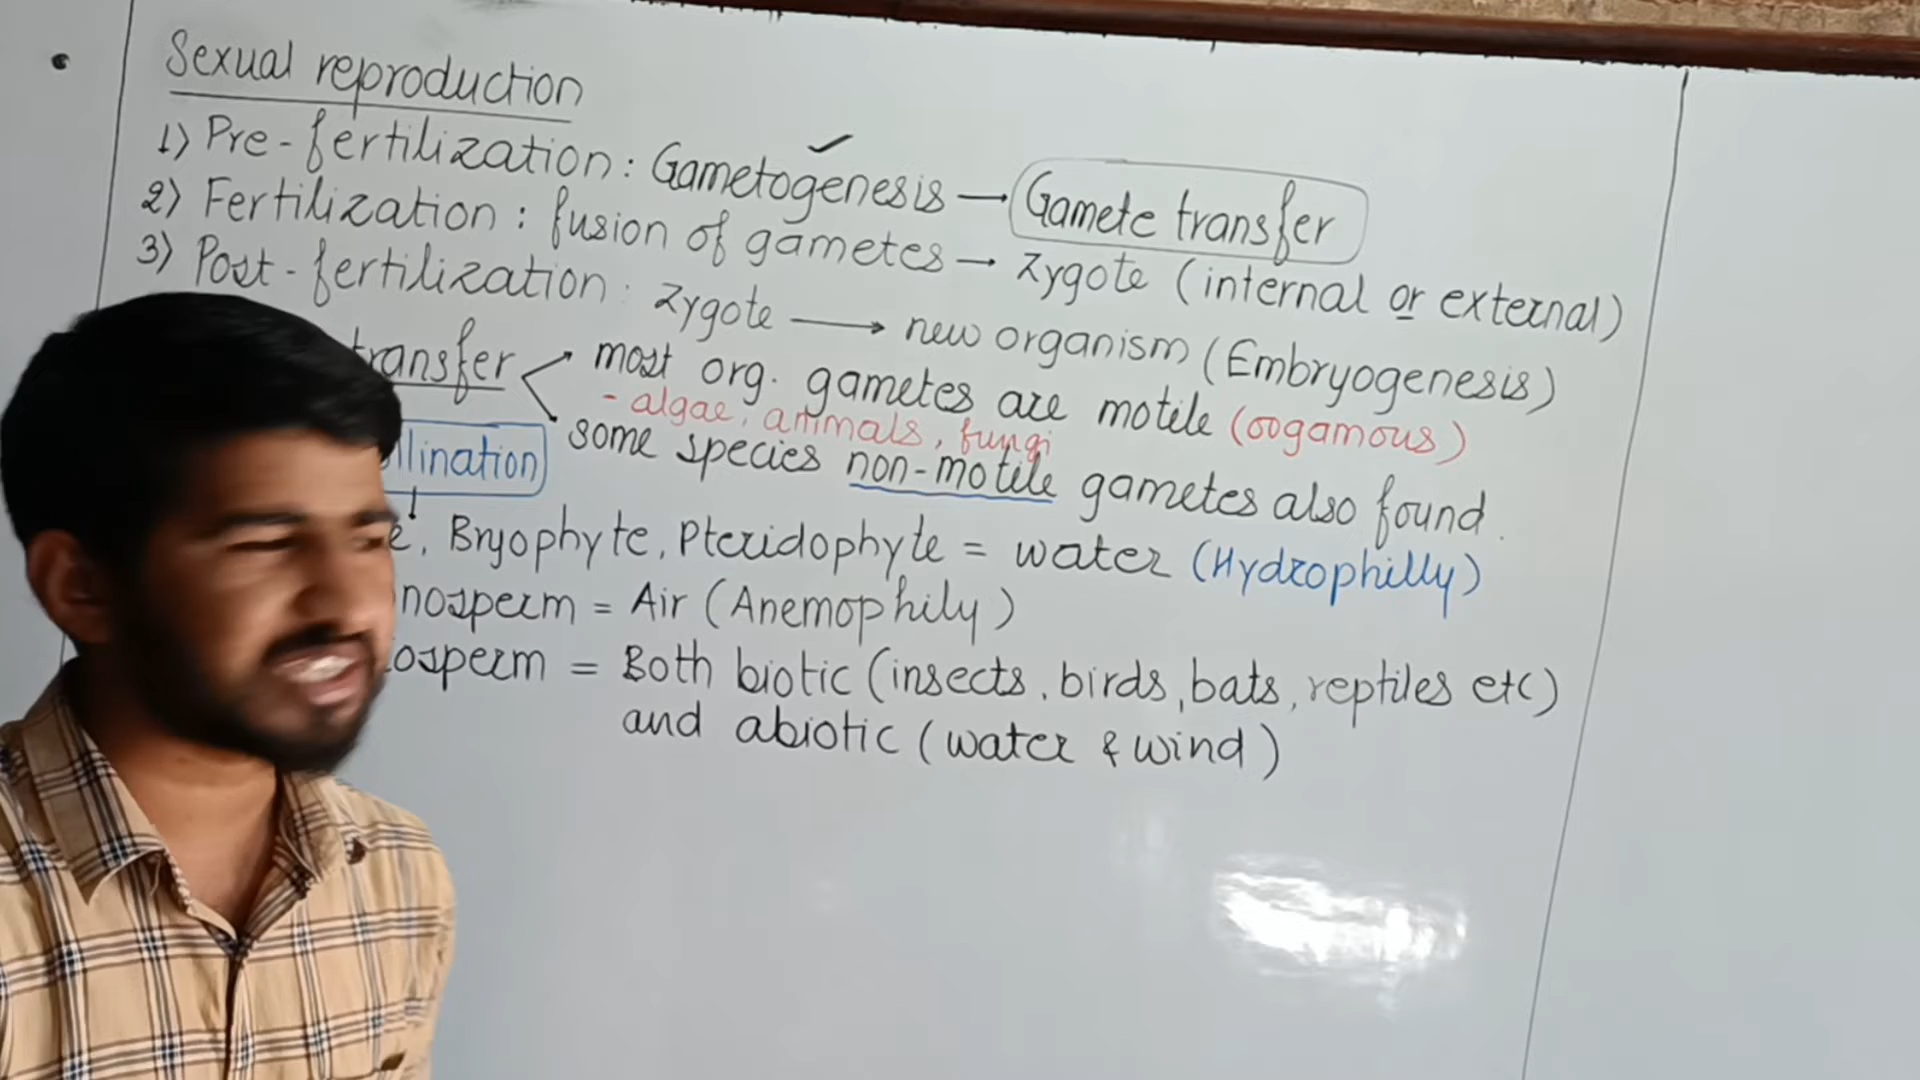 Sexual reproduction
1) Pre-fertilization: Gametogenesis → Gamete transfer
2) Fertilization: fusion of gametes → Zygote (internal or external)
3) Post-fertilization: Zygote → new organism (Embryogenesis)
transfer most org. gametes are motile (oogamous)
- algae, animals, fungi
some species non-motile gametes also found.
llination
e, Bryophyte, Pteridophyte = water (Hydrophilly)
nosperm = Air (Anemophily)
iosperm = Both biotic (insects, birds, bats, reptiles etc)
and abiotic (water & wind)